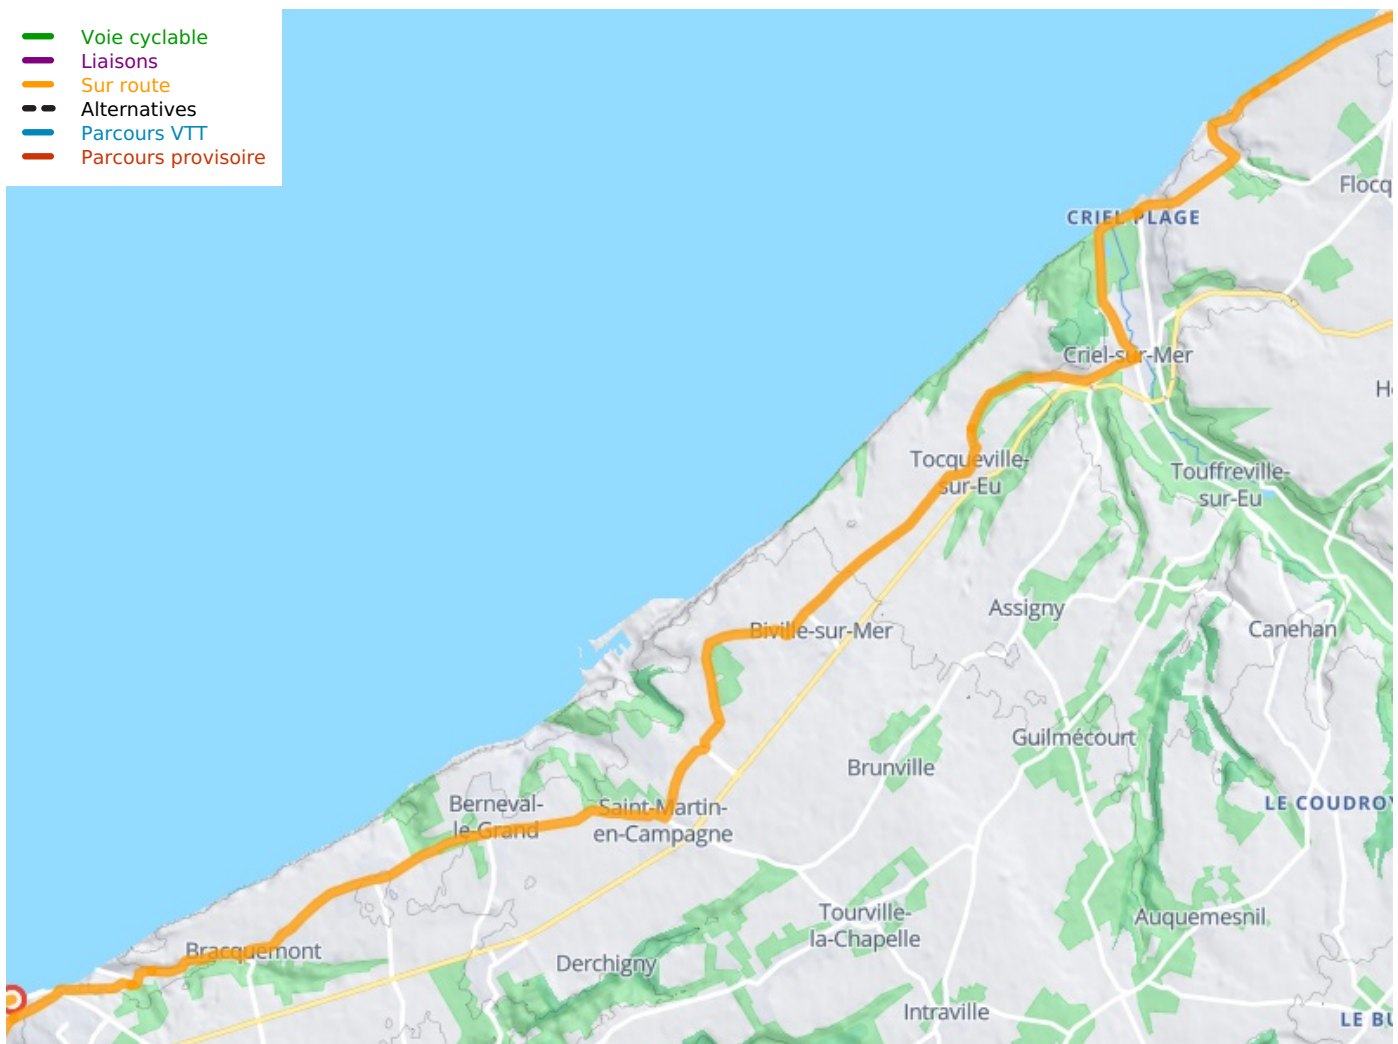 Voie cyclable
Liaisons
Sur route
Alternatives
Parcours VTT
Parcours provisoire
Flocq
CRIEL PLAGE
Criel-sur-Mer
H
Tocqueville-
sur-Eu
Touffreville-
sur-Eu
Assigny
Biville-sur-Mer
Canehan
Guilmécourt
Brunville
LE COUDROY
Berneval-
le-Grand
Saint-Martin-
en-Campagne
Tourville-
la-Chapelle
Auquemesnil
Bracquemont
Derchigny
Intraville
LE BU